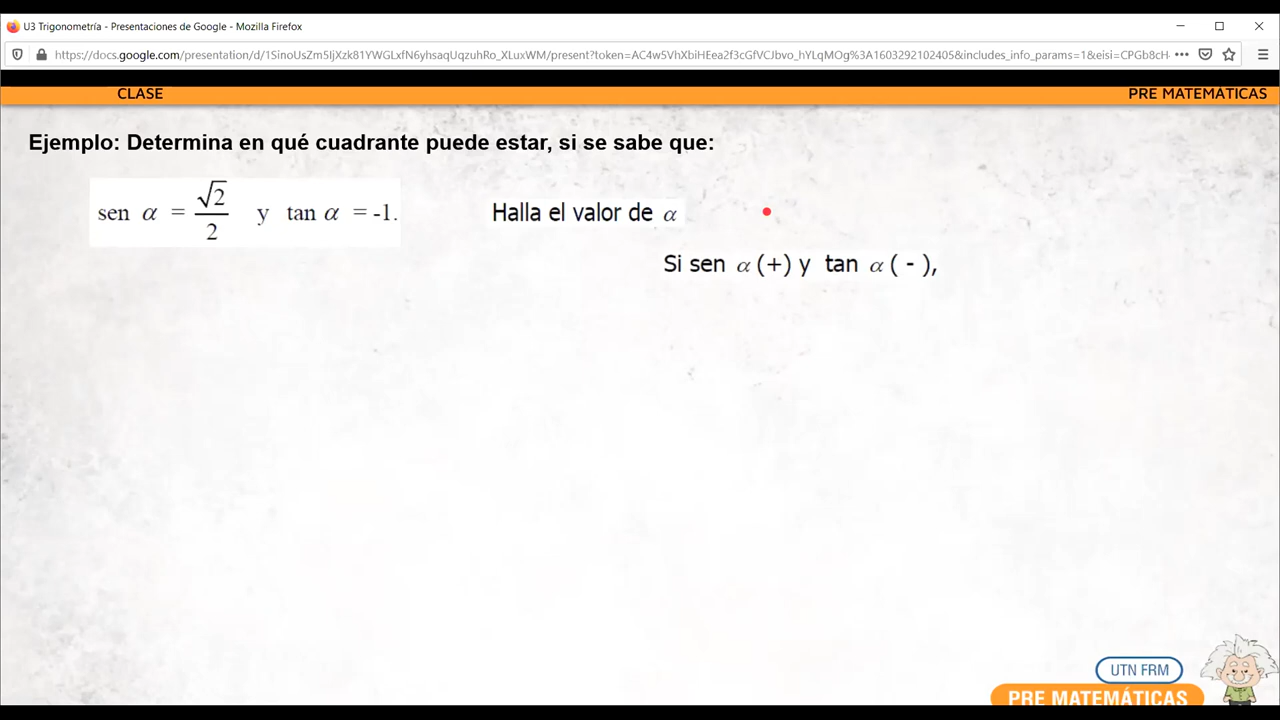 U3 Trigonometría - Presentaciones de Google - Mozilla Firefox
https://docs.google.com/presentation/d/1SinoUsZm5IjXzk81YWGLxfN6yhsaqUqzuhRo_XLuxWM/present?token=AC4w5VhXbiHEea2f3cGfVCJbvo_hYLqMOg%3A1603292102405&includes_info_params=1&eisi=CPGb8cH
CLASE PRE MATEMÁTICAS
Ejemplo: Determina en qué cuadrante puede estar, si se sabe que:
sen α = √2/2 y tan α = -1. Halla el valor de α
Si sen α (+) y tan α ( - ),
UTN FRM
PRE MATEMÁTICAS